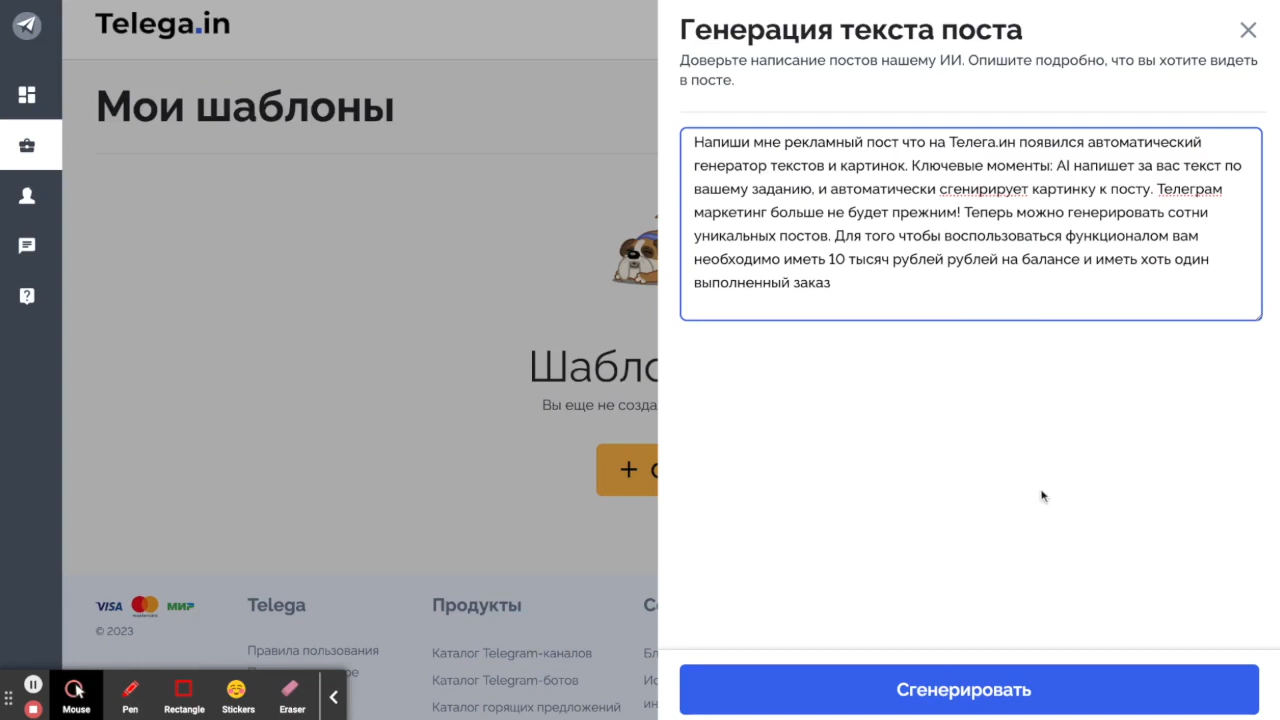 Telega.in
Мои шаблоны
Вы еще не созда
+
VISA
МИР
© 2023
Telega
Правила пользования
Продукты
Каталог Telegram-каналов
Каталог Telegram-ботов
Каталог горящих предложений
Mouse
Pen
Rectangle
Stickers
Eraser
Генерация текста поста
Доверьте написание постов нашему ИИ. Опишите подробно, что вы хотите видеть
в посте.
Напиши мне рекламный пост что на Телега.ин появился автоматический
генератор текстов и картинок. Ключевые моменты: AI напишет за вас текст по
вашему заданию, и автоматически сгенирирует картинку к посту. Телеграм
маркетинг больше не будет прежним! Теперь можно генерировать сотни
уникальных постов. Для того чтобы воспользоваться функционалом вам
необходимо иметь 10 тысяч рублей рублей на балансе и иметь хоть один
выполненный заказ
Сгенерировать